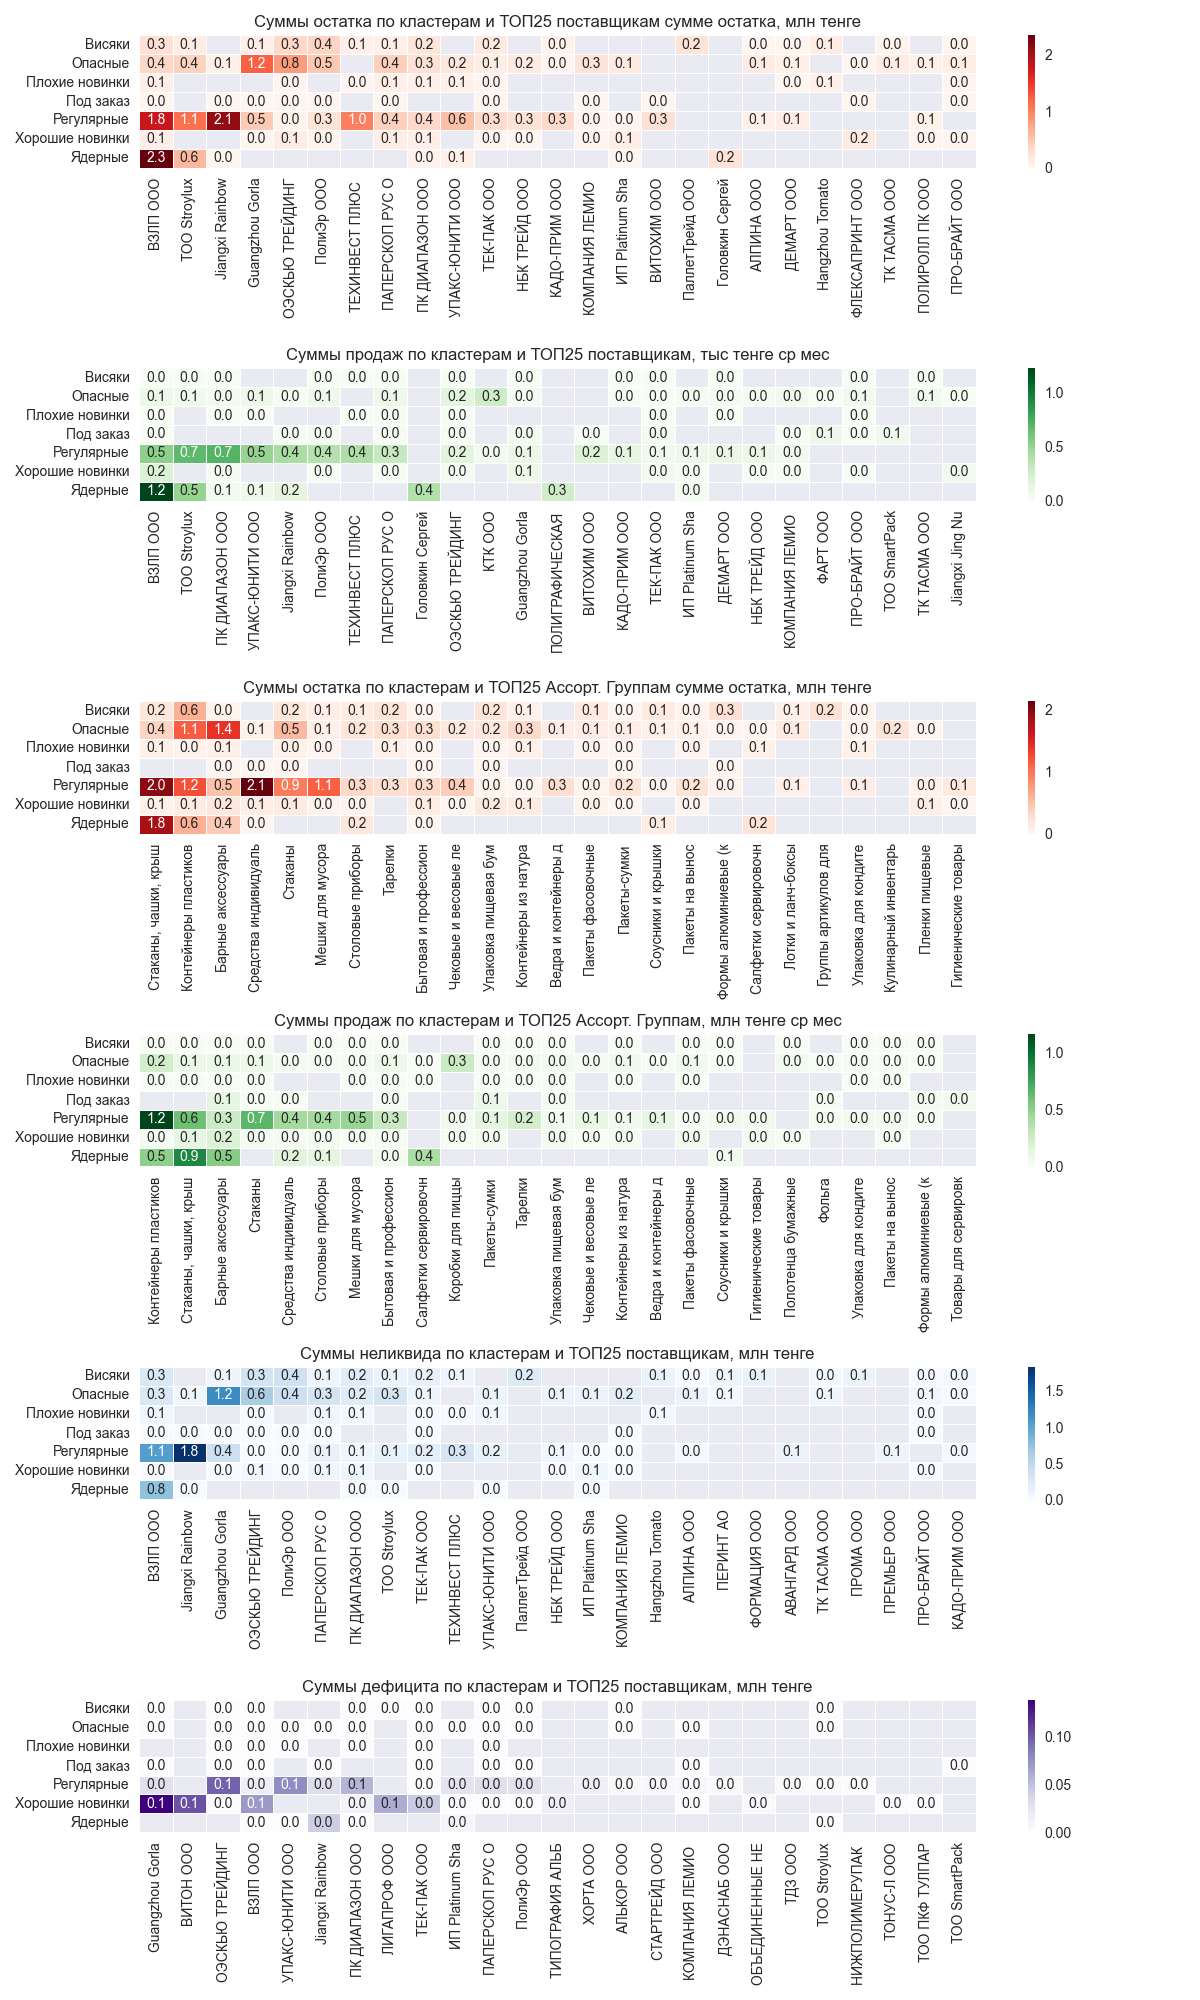 Суммы остатка по кластерам и ТОП25 поставщикам сумме остатка, млн тенге
Висяки 0.3 0.1 0.1 0.3 0.4 0.1 0.1 0.2 0.2 0.0 0.2 0.0 0.0 0.1 0.0 0.0
Опасные 0.4 0.4 0.1 1.2 0.8 0.5 0.4 0.3 0.2 0.1 0.2 0.0 0.3 0.1 0.1 0.1 0.0 0.1 0.1 0.1
Плохие новинки 0.1 0.0 0.0 0.1 0.1 0.1 0.0 0.0 0.1 0.0
Под заказ 0.0 0.0 0.0 0.0 0.0 0.0 0.0 0.0 0.0 0.0 0.0
Регулярные 1.8 1.1 2.1 0.5 0.0 0.3 1.0 0.4 0.4 0.6 0.3 0.3 0.3 0.0 0.0 0.3 0.1 0.1 0.1
Хорошие новинки 0.1 0.0 0.1 0.0 0.1 0.1 0.0 0.0 0.0 0.1 0.2 0.0 0.0
Ядерные 2.3 0.6 0.0 0.0 0.1 0.0 0.2
2
1
0
ВЗЛП ООО
ТОО Stroylux
Jiangxi Rainbow
Guangzhou Gorla
ОЭСКЬЮ ТРЕЙДИНГ
ПолиЭр ООО
ТЕХИНВЕСТ ПЛЮС
ПАПЕРСКОП РУС О
ПК ДИАПАЗОН ООО
УПАКС-ЮНИТИ ООО
ТЕК-ПАК ООО
НБК ТРЕЙД ООО
КАДО-ПРИМ ООО
КОМПАНИЯ ЛЕМИО
ИП Platinum Sha
ВИТОХИМ ООО
ПаллетТрейд ООО
Головкин Сергей
АЛПИНА ООО
ДЕМАРТ ООО
Hangzhou Tomato
ФЛЕКСАПРИНТ ООО
ТК ТАСМА ООО
ПОЛИРОЛЛ ПК ООО
ПРО-БРАЙТ ООО
Суммы продаж по кластерам и ТОП25 поставщикам, тыс тенге ср мес
Висяки 0.0 0.0 0.0 0.0 0.0 0.0 0.0 0.0 0.0 0.0 0.0 0.0 0.0
Опасные 0.1 0.1 0.0 0.1 0.0 0.1 0.1 0.2 0.3 0.0 0.0 0.0 0.0 0.0 0.0 0.0 0.0 0.1 0.1 0.0
Плохие новинки 0.0 0.0 0.0 0.0 0.0 0.0 0.0 0.0 0.0
Под заказ 0.0 0.0 0.0 0.0 0.0 0.0 0.0 0.0 0.0 0.1 0.0 0.1
Регулярные 0.5 0.7 0.7 0.5 0.4 0.4 0.4 0.3 0.2 0.0 0.1 0.2 0.1 0.1 0.1 0.1 0.1 0.0
Хорошие новинки 0.2 0.0 0.0 0.0 0.0 0.1 0.0 0.0 0.0 0.0 0.0 0.0
Ядерные 1.2 0.5 0.1 0.1 0.2 0.4 0.3 0.0
1.0
0.5
0.0
ВЗЛП ООО
ТОО Stroylux
ПК ДИАПАЗОН ООО
УПАКС-ЮНИТИ ООО
Jiangxi Rainbow
ПолиЭр ООО
ТЕХИНВЕСТ ПЛЮС
ПАПЕРСКОП РУС О
Головкин Сергей
ОЭСКЬЮ ТРЕЙДИНГ
КТК ООО
Guangzhou Gorla
ПОЛИГРАФИЧЕСКАЯ
ВИТОХИМ ООО
КАДО-ПРИМ ООО
ТЕК-ПАК ООО
ИП Platinum Sha
ДЕМАРТ ООО
НБК ТРЕЙД ООО
КОМПАНИЯ ЛЕМИО
ФАРТ ООО
ПРО-БРАЙТ ООО
ТОО SmartPack
ТК ТАСМА ООО
Jiangxi Jing Nu
Суммы остатка по кластерам и ТОП25 Ассорт. Группам сумме остатка, млн тенге
Висяки 0.2 0.6 0.0 0.2 0.1 0.1 0.2 0.0 0.2 0.1 0.1 0.0 0.1 0.0 0.3 0.1 0.2 0.0
Опасные 0.4 1.1 1.4 0.1 0.5 0.1 0.2 0.3 0.3 0.2 0.2 0.3 0.1 0.1 0.1 0.1 0.1 0.0 0.0 0.1 0.0 0.2 0.0
Плохие новинки 0.1 0.0 0.1 0.0 0.0 0.1 0.0 0.0 0.1 0.0 0.0 0.0 0.1 0.1
Под заказ 0.0 0.0 0.0 0.0 0.0 0.0 0.0
Регулярные 2.0 1.2 0.5 2.1 0.9 1.1 0.3 0.3 0.3 0.4 0.0 0.0 0.3 0.0 0.2 0.0 0.2 0.0 0.1 0.1 0.0 0.1
Хорошие новинки 0.1 0.1 0.2 0.1 0.1 0.0 0.0 0.1 0.0 0.2 0.1 0.0 0.0 0.0 0.1 0.0
Ядерные 1.8 0.6 0.4 0.0 0.2 0.0 0.1 0.2
2
1
0
Стаканы, чашки, крыш
Контейнеры пластиков
Барные аксессуары
Средства индивидуаль
Стаканы
Мешки для мусора
Столовые приборы
Тарелки
Бытовая и профессион
Чековые и весовые ле
Упаковка пищевая бум
Контейнеры из натура
Ведра и контейнеры д
Пакеты фасовочные
Пакеты-сумки
Соусники и крышки
Пакеты на вынос
Формы алюминиевые (к
Салфетки сервировочн
Лотки и ланч-боксы
Группы артикулов для
Упаковка для кондите
Кулинарный инвентарь
Пленки пищевые
Гигиенические товары
Суммы продаж по кластерам и ТОП25 Ассорт. Группам, млн тенге ср мес
Висяки 0.0 0.0 0.0 0.0 0.0 0.0 0.0 0.0 0.0 0.0 0.0 0.0 0.0 0.0 0.0 0.0 0.0
Опасные 0.2 0.1 0.1 0.1 0.0 0.0 0.0 0.1 0.0 0.3 0.0 0.0 0.0 0.0 0.1 0.0 0.1 0.0 0.0 0.0 0.0 0.0 0.0
Плохие новинки 0.0 0.0 0.0 0.0 0.0 0.0 0.0 0.0 0.0 0.0 0.0 0.0 0.0 0.0
Под заказ 0.1 0.0 0.0 0.0 0.1 0.0 0.0 0.0 0.0
Регулярные 1.2 0.6 0.3 0.7 0.4 0.4 0.5 0.3 0.0 0.1 0.2 0.1 0.1 0.1 0.1 0.0 0.0 0.0 0.0 0.0 0.0
Хорошие новинки 0.0 0.1 0.2 0.0 0.0 0.0 0.0 0.0 0.0 0.0 0.0 0.0 0.0 0.0 0.0 0.0 0.0
Ядерные 0.5 0.9 0.5 0.2 0.1 0.0 0.4 0.1
1.0
0.5
0.0
Контейнеры пластиков
Стаканы, чашки, крыш
Барные аксессуары
Стаканы
Средства индивидуаль
Столовые приборы
Мешки для мусора
Бытовая и профессион
Салфетки сервировочн
Коробки для пиццы
Пакеты-сумки
Тарелки
Упаковка пищевая бум
Чековые и весовые ле
Контейнеры из натура
Ведра и контейнеры д
Пакеты фасовочные
Соусники и крышки
Гигиенические товары
Полотенца бумажные
Фольга
Упаковка для кондите
Пакеты на вынос
Формы алюминиевые (к
Товары для сервировк
Суммы неликвида по кластерам и ТОП25 поставщикам, млн тенге
Висяки 0.3 0.1 0.3 0.4 0.1 0.2 0.1 0.2 0.1 0.2 0.1 0.0 0.1 0.1 0.0 0.1 0.0 0.0
Опасные 0.3 0.1 1.2 0.6 0.4 0.3 0.2 0.3 0.1 0.1 0.1 0.1 0.2 0.1 0.1 0.1 0.1 0.0
Плохие новинки 0.1 0.0 0.1 0.1 0.0 0.0 0.1 0.1 0.0
Под заказ 0.0 0.0 0.0 0.0 0.0 0.0 0.0 0.0 0.0
Регулярные 1.1 1.8 0.4 0.0 0.0 0.1 0.1 0.1 0.2 0.3 0.2 0.1 0.0 0.0 0.0 0.1 0.1 0.0
Хорошие новинки 0.0 0.0 0.1 0.0 0.1 0.1 0.0 0.0 0.1 0.0 0.0
Ядерные 0.8 0.0 0.0 0.0 0.0 0.0
1.5
1.0
0.5
0.0
ВЗЛП ООО
Jiangxi Rainbow
Guangzhou Gorla
ОЭСКЬЮ ТРЕЙДИНГ
ПолиЭр ООО
ПАПЕРСКОП РУС О
ПК ДИАПАЗОН ООО
ТОО Stroylux
ТЕК-ПАК ООО
ТЕХИНВЕСТ ПЛЮС
УПАКС-ЮНИТИ ООО
ПаллетТрейд ООО
НБК ТРЕЙД ООО
ИП Platinum Sha
КОМПАНИЯ ЛЕМИО
Hangzhou Tomato
АЛПИНА ООО
ПЕРИНТ АО
ФОРМАЦИЯ ООО
АВАНГАРД ООО
ТК ТАСМА ООО
ПРОМА ООО
ПРЕМЬЕР ООО
ПРО-БРАЙТ ООО
КАДО-ПРИМ ООО
Суммы дефицита по кластерам и ТОП25 поставщикам, млн тенге
Висяки 0.0 0.0 0.0 0.0 0.0 0.0 0.0 0.0 0.0 0.0
Опасные 0.0 0.0 0.0 0.0 0.0 0.0 0.0 0.0 0.0 0.0 0.0 0.0 0.0
Плохие новинки 0.0 0.0 0.0 0.0 0.0 0.0
Под заказ 0.0 0.0 0.0 0.0 0.0 0.0 0.0 0.0 0.0 0.0
Регулярные 0.0 0.1 0.0 0.1 0.0 0.1 0.0 0.0 0.0 0.0 0.0 0.0 0.0 0.0 0.0 0.0 0.0 0.0
Хорошие новинки 0.1 0.1 0.0 0.1 0.0 0.1 0.0 0.0 0.0 0.0 0.0 0.0 0.0 0.0 0.0
Ядерные 0.0 0.0 0.0 0.0 0.0 0.0
0.10
0.05
0.00
Guangzhou Gorla
ВИТОН ООО
ОЭСКЬЮ ТРЕЙДИНГ
ВЗЛП ООО
УПАКС-ЮНИТИ ООО
Jiangxi Rainbow
ПК ДИАПАЗОН ООО
ЛИГАПРОФ ООО
ТЕК-ПАК ООО
ИП Platinum Sha
ПАПЕРСКОП РУС О
ПолиЭр ООО
ТИПОГРАФИЯ АЛЬБ
ХОРТА ООО
АЛЬКОР ООО
СТАРТРЕЙД ООО
КОМПАНИЯ ЛЕМИО
ДЭНАСНАБ ООО
ОБЪЕДИНЕННЫЕ НЕ
ТДЗ ООО
ТОО Stroylux
НИЖПОЛИМЕРУПАК
ТОНУС-Л ООО
ТОО ПКФ ТУЛПАР
ТОО SmartPack